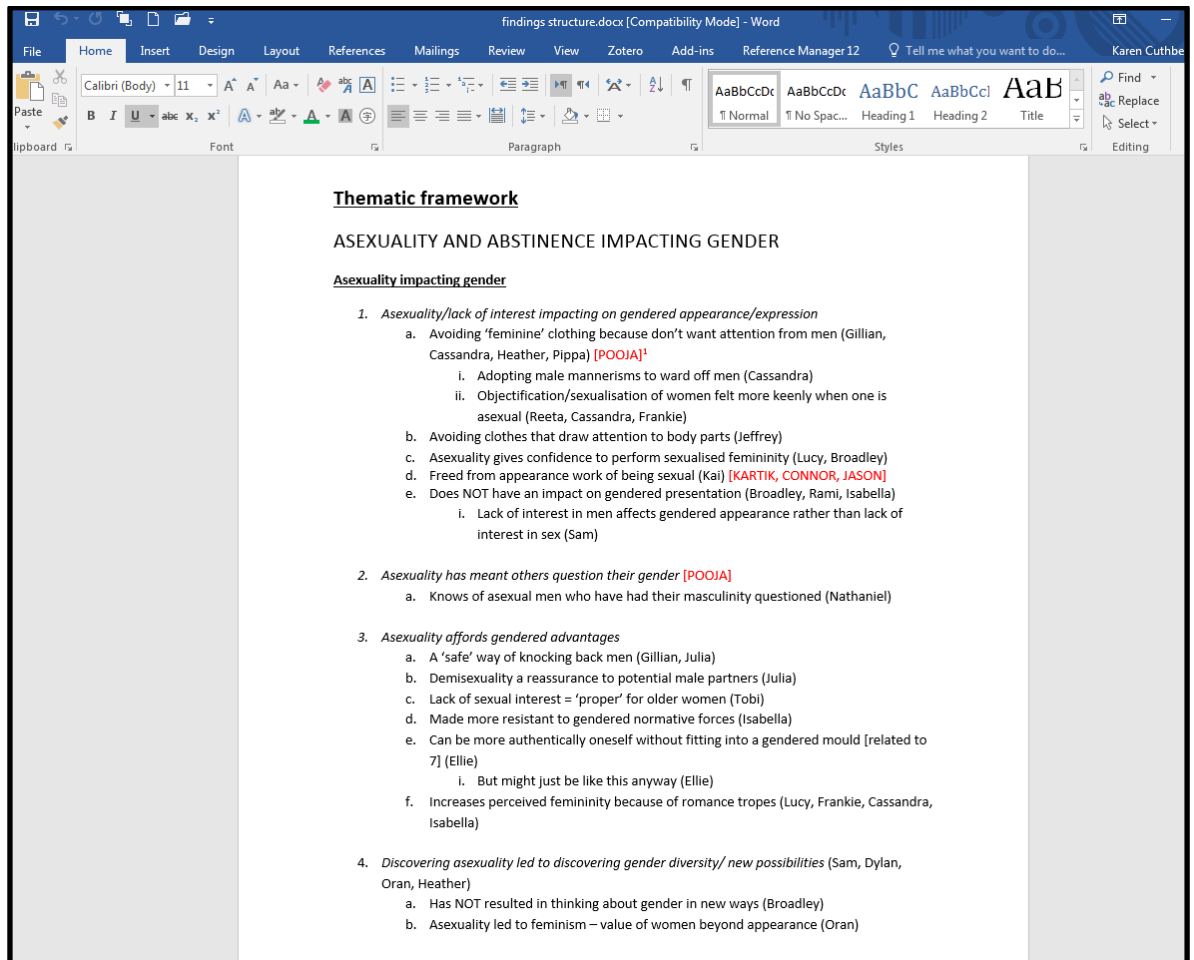 findings structure.docx [Compatibility Mode] - Word
File Home Insert Design Layout References Mailings Review View Zotero Add-ins Reference Manager 12 Tell me what you want to do... Karen Cuthbe
Calibri (Body) 11 Aa
Paste
B I U abc X₂ X² A A A
AaBbCcDc AaBbCcDc AaBbC AaBbCcl AaB
¶ Normal ¶ No Spac... Heading 1 Heading 2 Title
Find
Replace
Select
lipboard Font Paragraph Styles Editing
Thematic framework
ASEXUALITY AND ABSTINENCE IMPACTING GENDER
Asexuality impacting gender
1. Asexuality/lack of interest impacting on gendered appearance/expression
a. Avoiding ‘feminine’ clothing because don’t want attention from men (Gillian,
Cassandra, Heather, Pippa) [POOJA]¹
i. Adopting male mannerisms to ward off men (Cassandra)
ii. Objectification/sexualisation of women felt more keenly when one is
asexual (Reeta, Cassandra, Frankie)
b. Avoiding clothes that draw attention to body parts (Jeffrey)
c. Asexuality gives confidence to perform sexualised femininity (Lucy, Broadley)
d. Freed from appearance work of being sexual (Kai) [KARTIK, CONNOR, JASON]
e. Does NOT have an impact on gendered presentation (Broadley, Rami, Isabella)
i. Lack of interest in men affects gendered appearance rather than lack of
interest in sex (Sam)
2. Asexuality has meant others question their gender [POOJA]
a. Knows of asexual men who have had their masculinity questioned (Nathaniel)
3. Asexuality affords gendered advantages
a. A ‘safe’ way of knocking back men (Gillian, Julia)
b. Demisexuality a reassurance to potential male partners (Julia)
c. Lack of sexual interest = ‘proper’ for older women (Tobi)
d. Made more resistant to gendered normative forces (Isabella)
e. Can be more authentically oneself without fitting into a gendered mould [related to
7] (Ellie)
i. But might just be like this anyway (Ellie)
f. Increases perceived femininity because of romance tropes (Lucy, Frankie, Cassandra,
Isabella)
4. Discovering asexuality led to discovering gender diversity/ new possibilities (Sam, Dylan,
Oran, Heather)
a. Has NOT resulted in thinking about gender in new ways (Broadley)
b. Asexuality led to feminism – value of women beyond appearance (Oran)